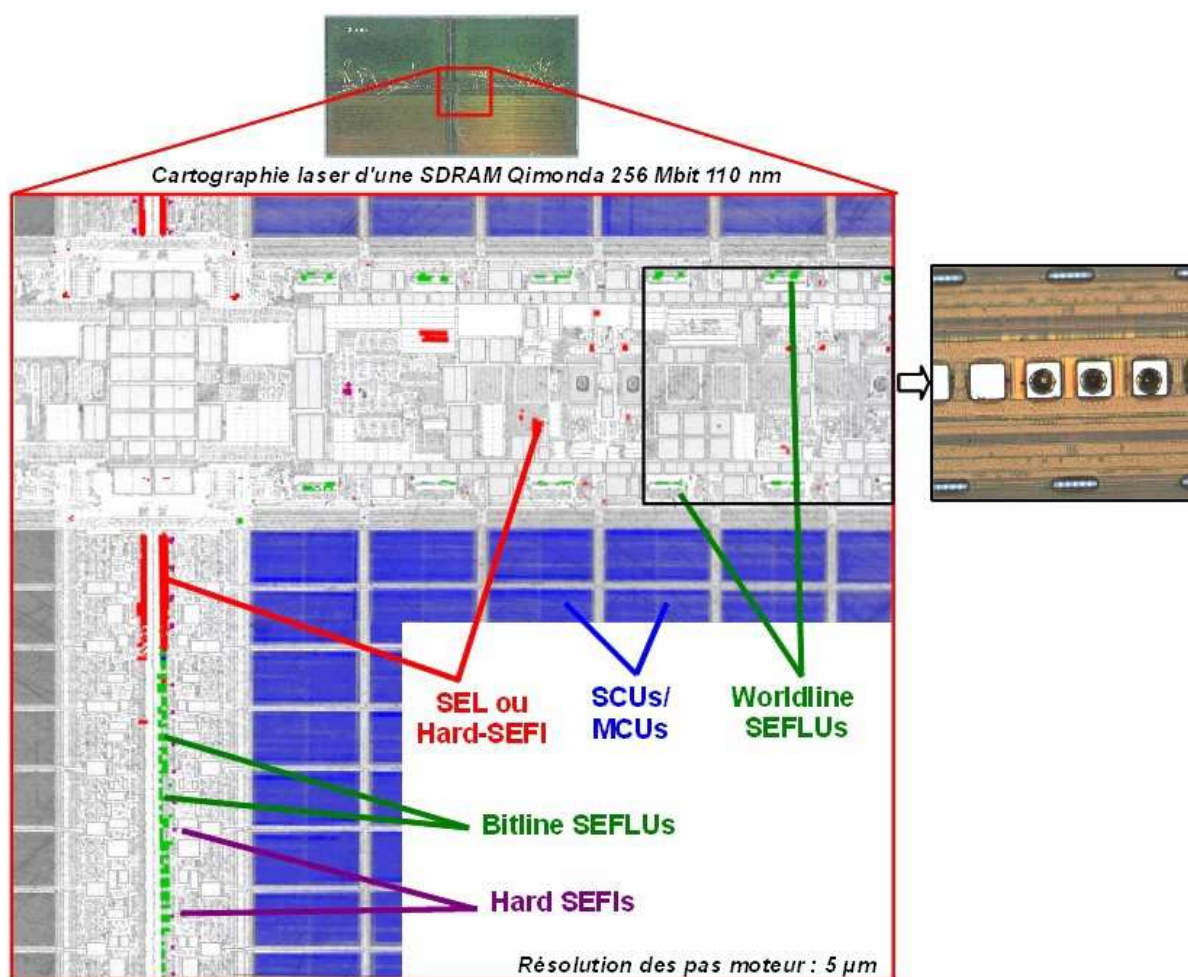 Cartographie laser d'une SDRAM Qimonda 256 Mbit 110 nm
SEL ou
Hard-SEFI
SCUs/
MCUs
Worldline
SEFLUs
Bitline SEFLUs
Hard SEFIs
Résolution des pas moteur : 5 µm